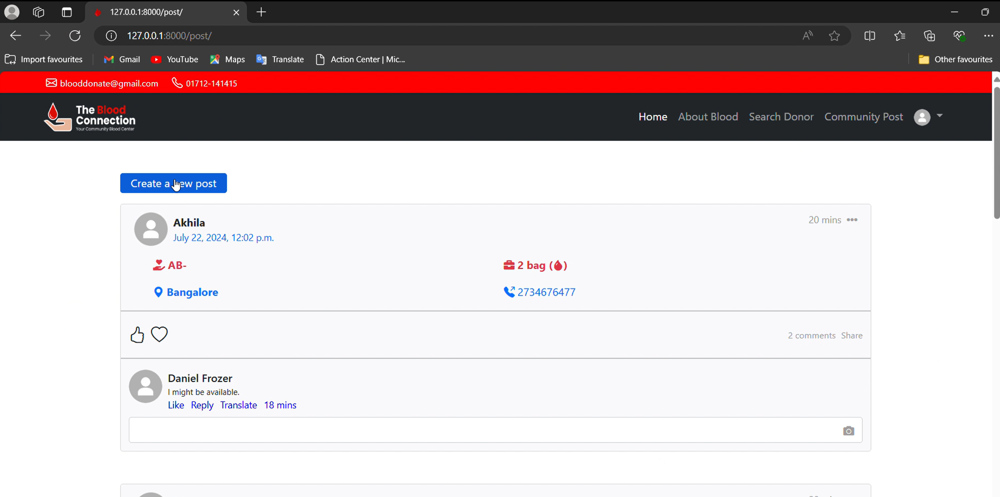 127.0.0.1:8000/post/
127.0.0.1:8000/post/
Import favourites Gmail YouTube Maps Translate Action Center | Mic... Other favourites
blooddonate@gmail.com 01712-141415
The Blood
Connection
Your Community Blood Center
Home About Blood Search Donor Community Post
Create a new post
Akhila
20 mins
July 22, 2024, 12:02 p.m.
AB- 2 bag ( )
Bangalore 2734676477
2 comments Share
Daniel Frozer
I might be available.
Like Reply Translate 18 mins